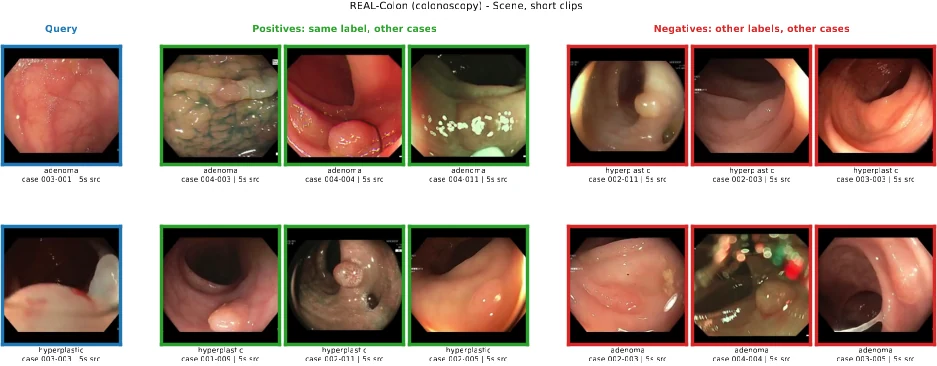 REAL-Colon (colonoscopy) - Scene, short clips
Query
Positives: same label, other cases
Negatives: other labels, other cases
adenoma
case 003-001 5s src
adenoma
case 004-003 | 5s src
adenoma
case 004-004 | 5s src
adenoma
case 004-011 | 5s src
hyperplastic
case 002-011 | 5s src
hyperplastic
case 002-003 | 5s src
hyperplastic
case 003-003 | 5s src
hyperplastic
case 003-003 5s src
hyperplastic
case 001-009 | 5s src
hyperplastic
case 002-011 | 5s src
hyperplastic
case 002-005 | 5s src
adenoma
case 002-003 | 5s src
adenoma
case 004-004 | 5s src
adenoma
case 003-005 | 5s src